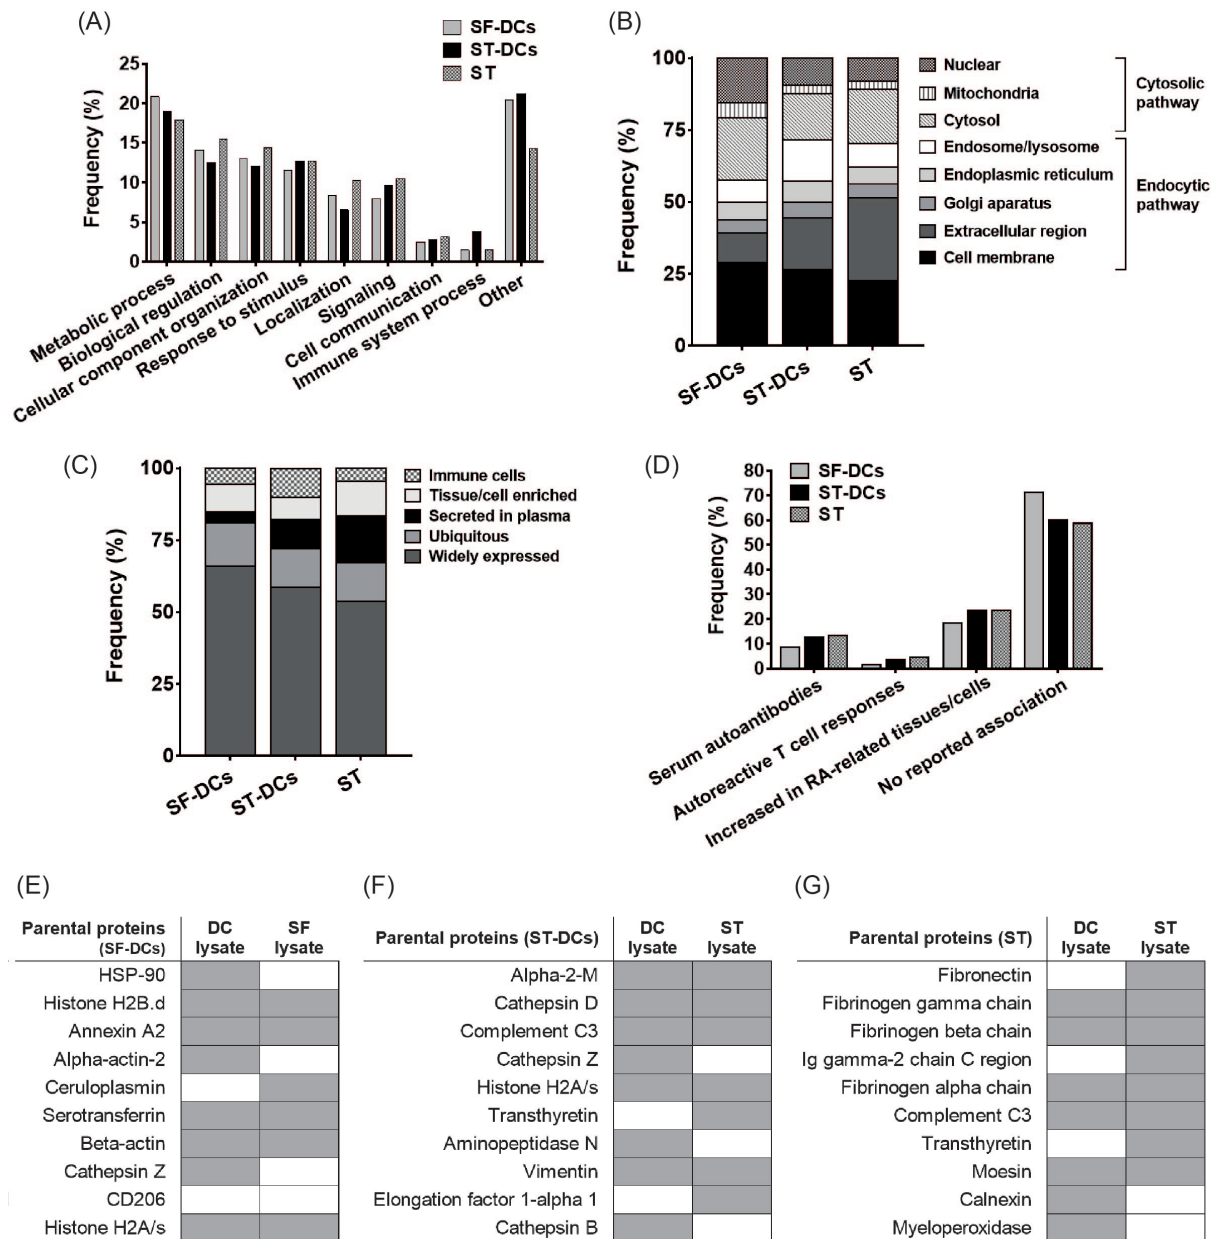 (A)
SF-DCs
ST-DCs
ST
Frequency (%)
25
20
15
10
5
0
Metabolic process
Biological regulation
Cellular component organization
Response to stimulus
Localization
Signaling
Cell communication
Immune system process
Other
(B)
Frequency (%)
100
75
50
25
0
SF-DCs
ST-DCs
ST
Nuclear
Mitochondria
Cytosol
Endosome/lysosome
Endoplasmic reticulum
Golgi aparatus
Extracellular region
Cell membrane
Cytosolic
pathway
Endocytic
pathway
(C)
Frequency (%)
100
75
50
25
0
SF-DCs
ST-DCs
ST
Immune cells
Tissue/cell enriched
Secreted in plasma
Ubiquitous
Widely expressed
(D)
SF-DCs
ST-DCs
ST
Frequency (%)
80
70
60
50
40
30
20
10
0
Serum autoantibodies
Autoreactive T cell responses
Increased in RA-related tissues/cells
No reported association
(E)
Parental proteins (SF-DCs) DC lysate SF lysate
HSP-90
Histone H2B.d
Annexin A2
Alpha-actin-2
Ceruloplasmin
Serotransferrin
Beta-actin
Cathepsin Z
CD206
Histone H2A/s
(F)
Parental proteins (ST-DCs) DC lysate ST lysate
Alpha-2-M
Cathepsin D
Complement C3
Cathepsin Z
Histone H2A/s
Transthyretin
Aminopeptidase N
Vimentin
Elongation factor 1-alpha 1
Cathepsin B
(G)
Parental proteins (ST) DC lysate ST lysate
Fibronectin
Fibrinogen gamma chain
Fibrinogen beta chain
Ig gamma-2 chain C region
Fibrinogen alpha chain
Complement C3
Transthyretin
Moesin
Calnexin
Myeloperoxidase